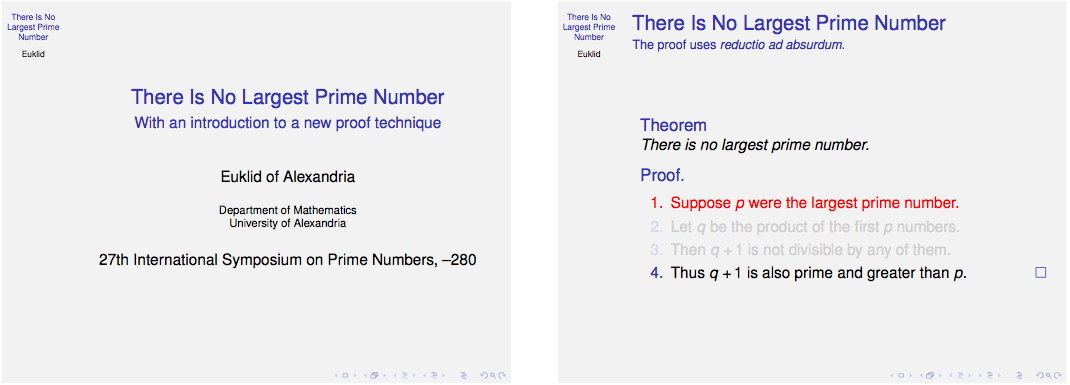 There Is No
Largest Prime
Number
Euklid
There Is No Largest Prime Number
With an introduction to a new proof technique
Euklid of Alexandria
Department of Mathematics
University of Alexandria
27th International Symposium on Prime Numbers, –280
There Is No
Largest Prime
Number
Euklid
There Is No Largest Prime Number
The proof uses reductio ad absurdum.
Theorem
There is no largest prime number.
Proof.
1. Suppose p were the largest prime number.
2. Let q be the product of the first p numbers.
3. Then q + 1 is not divisible by any of them.
4. Thus q + 1 is also prime and greater than p.